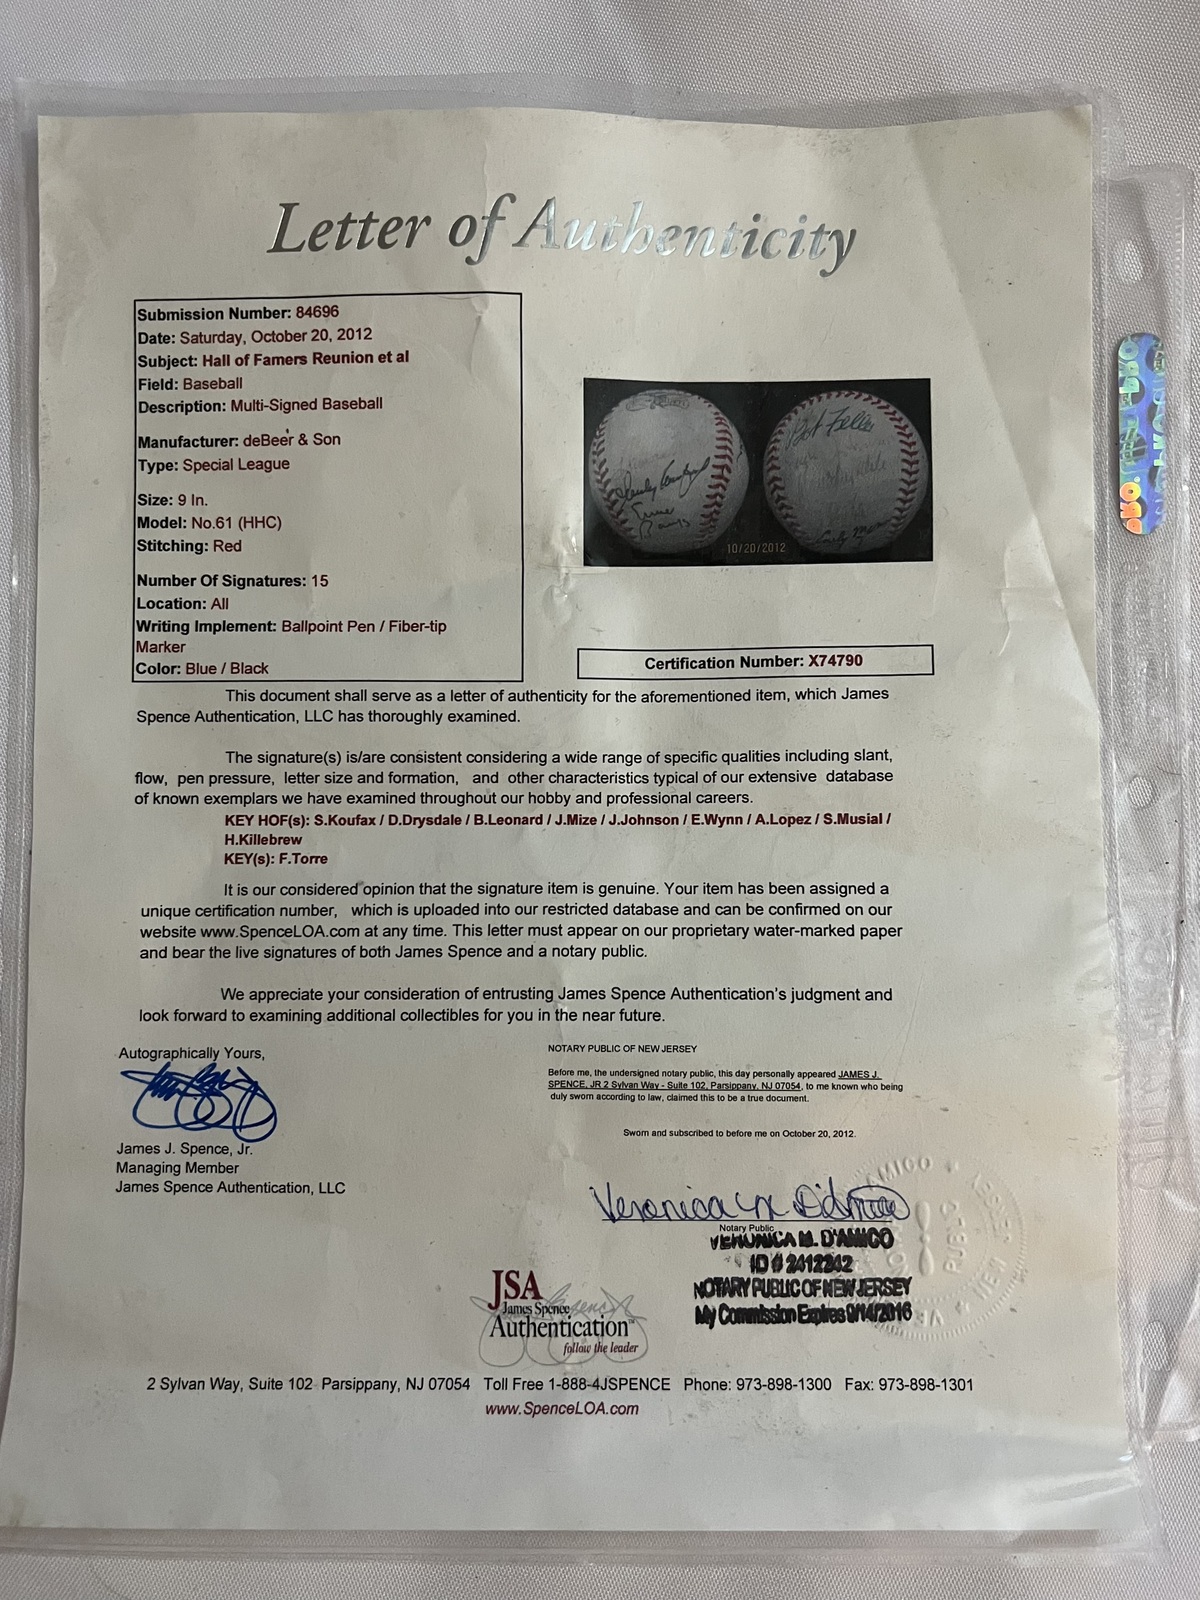 Letter of Authenticity
Submission Number: 84696
Date: Saturday, October 20, 2012
Subject: Hall of Famers Reunion et al
Field: Baseball
Description: Multi-Signed Baseball
Manufacturer: deBeer & Son
Type: Special League
Size: 9 In.
Model: No.61 (HHC)
Stitching: Red
Number Of Signatures: 15
Location: All
Writing Implement: Ballpoint Pen / Fiber-tip
Marker
Color: Blue / Black
Bob Feller
Ernie
Banks
10/20/2012
Certification Number: X74790
This document shall serve as a letter of authenticity for the aforementioned item, which James
Spence Authentication, LLC has thoroughly examined.
The signature(s) is/are consistent considering a wide range of specific qualities including slant,
flow, pen pressure, letter size and formation, and other characteristics typical of our extensive database
of known exemplars we have examined throughout our hobby and professional careers.
KEY HOF(s): S.Koufax / D.Drysdale / B.Leonard / J.Mize / J.Johnson / E.Wynn / A.Lopez / S.Musial /
H.Killebrew
KEY(s): F.Torre
It is our considered opinion that the signature item is genuine. Your item has been assigned a
unique certification number, which is uploaded into our restricted database and can be confirmed on our
website www.SpenceLOA.com at any time. This letter must appear on our proprietary water-marked paper
and bear the live signatures of both James Spence and a notary public.
We appreciate your consideration of entrusting James Spence Authentication's judgment and
look forward to examining additional collectibles for you in the near future.
Autographically Yours,
James J. Spence, Jr.
Managing Member
James Spence Authentication, LLC
NOTARY PUBLIC OF NEW JERSEY
Before me, the undersigned notary public, this day personally appeared JAMES J.
SPENCE, JR 2 Sylvan Way - Suite 102, Parsippany, NJ 07054, to me known who being
duly sworn according to law, claimed this to be a true document.
Sworn and subscribed to before me on October 20, 2012.
Veronica M D'Amico
Notary Public
VERONICA M. D'AMICO
ID # 2412242
NOTARY PUBLIC OF NEW JERSEY
My Commission Expires 9/14/2016
JSA
James Spence
Authentication™
follow the leader
2 Sylvan Way, Suite 102 Parsippany, NJ 07054 Toll Free 1-888-4JSPENCE Phone: 973-898-1300 Fax: 973-898-1301
www.SpenceLOA.com